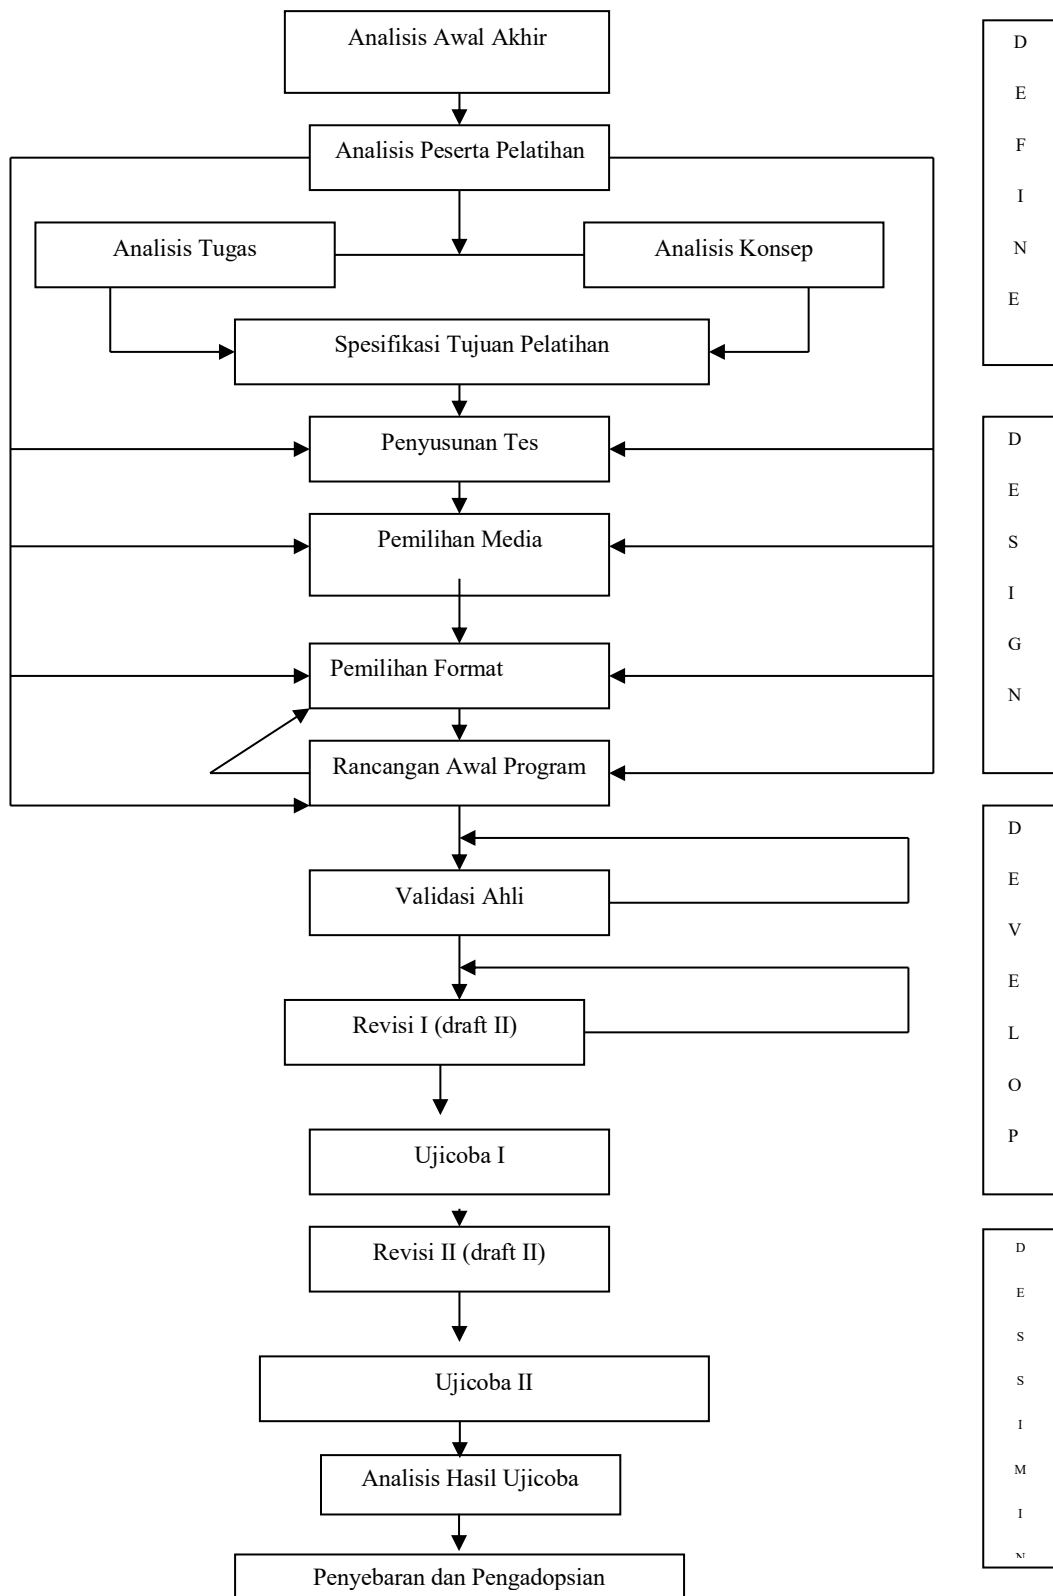 Analisis Awal Akhir
Analisis Peserta Pelatihan
Analisis Tugas
Analisis Konsep
Spesifikasi Tujuan Pelatihan
Penyusunan Tes
Pemilihan Media
Pemilihan Format
Rancangan Awal Program
Validasi Ahli
Revisi I (draft II)
Ujicoba I
Revisi II (draft II)
Ujicoba II
Analisis Hasil Ujicoba
Penyebaran dan Pengadopsian
D
E
F
I
N
E
D
E
S
I
G
N
D
E
V
E
L
O
P
D
E
S
S
I
M
I
N